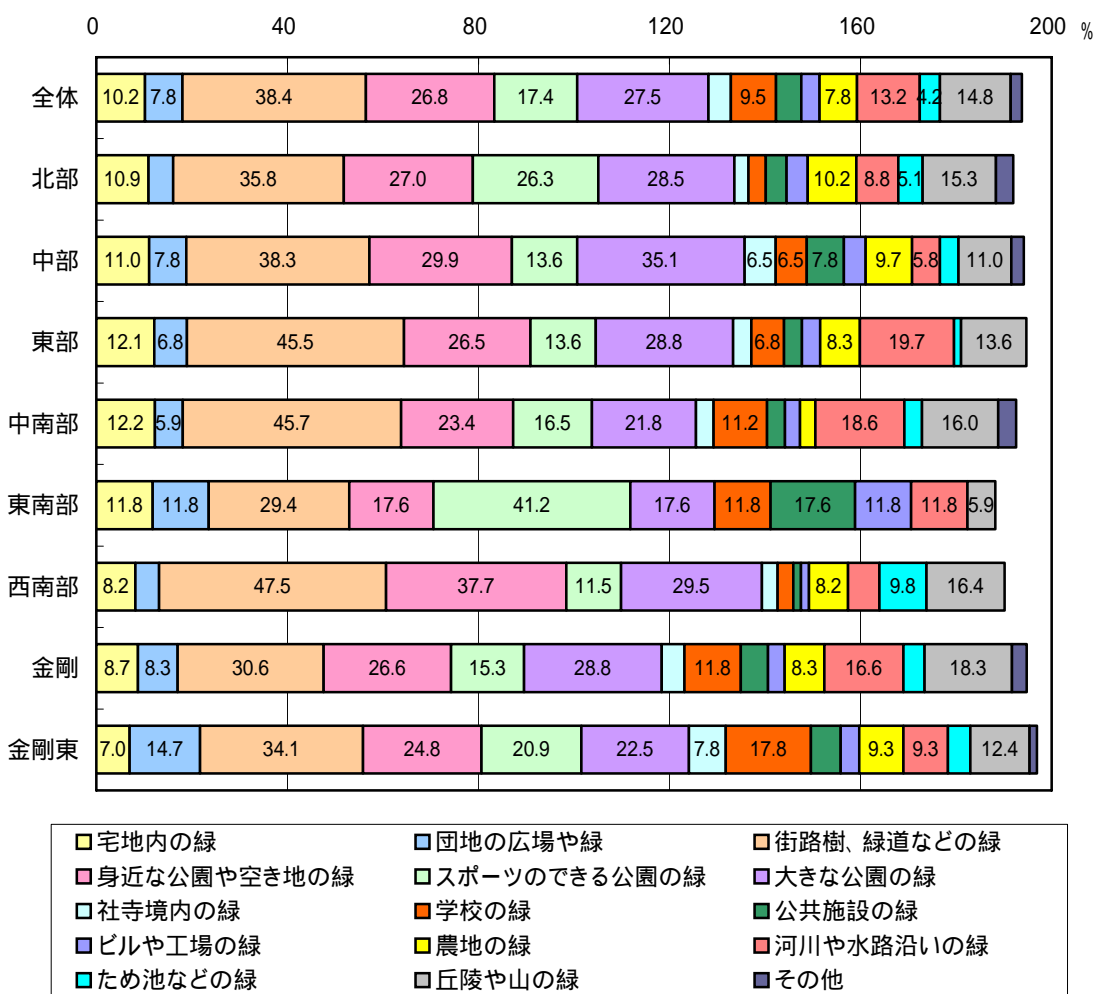 0 40 80 120 160 200 %
全体 10.2 7.8 38.4 26.8 17.4 27.5 9.5 7.8 13.2 4.2 14.8
北部 10.9 35.8 27.0 26.3 28.5 10.2 8.8 5.1 15.3
中部 11.0 7.8 38.3 29.9 13.6 35.1 6.5 6.5 7.8 9.7 5.8 11.0
東部 12.1 6.8 45.5 26.5 13.6 28.8 6.8 8.3 19.7 13.6
中南部 12.2 5.9 45.7 23.4 16.5 21.8 11.2 18.6 16.0
東南部 11.8 11.8 29.4 17.6 41.2 17.6 11.8 17.6 11.8 11.8 5.9
西南部 8.2 47.5 37.7 11.5 29.5 8.2 9.8 16.4
金剛 8.7 8.3 30.6 26.6 15.3 28.8 11.8 8.3 16.6 18.3
金剛東 7.0 14.7 34.1 24.8 20.9 22.5 7.8 17.8 9.3 9.3 12.4
宅地内の緑 団地の広場や緑 街路樹、緑道などの緑
身近な公園や空き地の緑 スポーツのできる公園の緑 大きな公園の緑
社寺境内の緑 学校の緑 公共施設の緑
ビルや工場の緑 農地の緑 河川や水路沿いの緑
ため池などの緑 丘陵や山の緑 その他